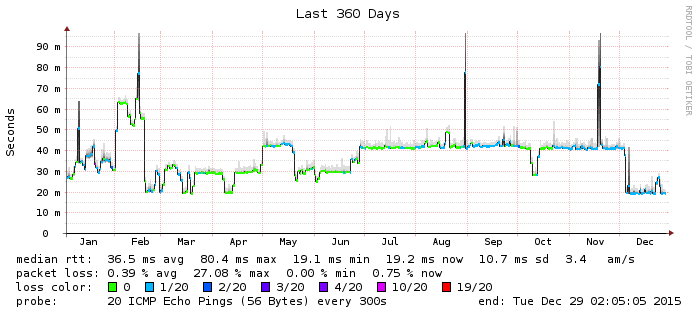 Last 360 Days
RRDTOOL / TOBI OETIKER
Seconds
90 m
80 m
70 m
60 m
50 m
40 m
30 m
20 m
10 m
0
Jan Feb Mar Apr May Jun Jul Aug Sep Oct Nov Dec
median rtt: 36.5 ms avg 80.4 ms max 19.1 ms min 19.2 ms now 10.7 ms sd 3.4 am/s
packet loss: 0.39 % avg 27.08 % max 0.00 % min 0.75 % now
loss color: 0 1/20 2/20 3/20 4/20 10/20 19/20
probe: 20 ICMP Echo Pings (56 Bytes) every 300s end: Tue Dec 29 02:05:05 2015